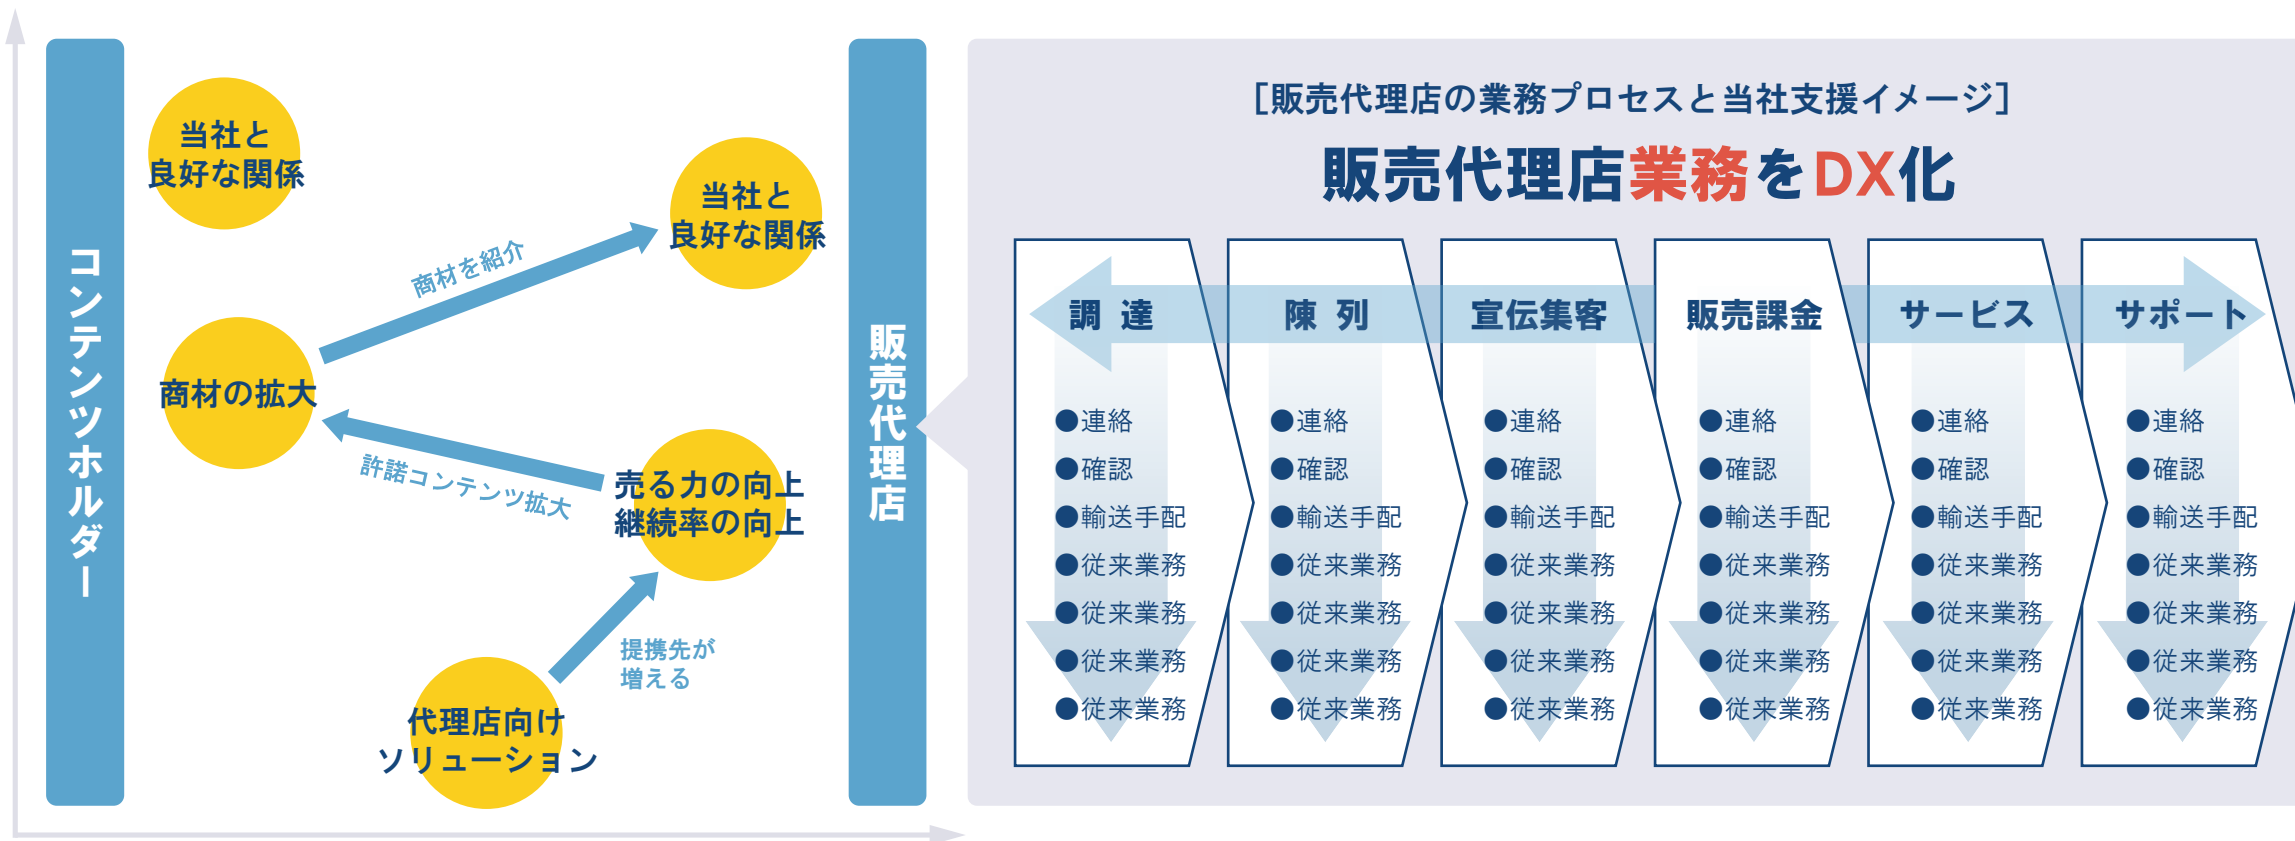 コンテンツホルダー
当社と
良好な関係
商材の拡大
商材を紹介
当社と
良好な関係
許諾コンテンツ拡大
売る力の向上
継続率の向上
提携先が
増える
代理店向け
ソリューション
販売代理店
[販売代理店の業務プロセスと当社支援イメージ]
販売代理店業務をDX化
調 達
●連絡
●確認
●輸送手配
●従来業務
●従来業務
●従来業務
●従来業務
陳 列
●連絡
●確認
●輸送手配
●従来業務
●従来業務
●従来業務
●従来業務
宣伝集客
●連絡
●確認
●輸送手配
●従来業務
●従来業務
●従来業務
●従来業務
販売課金
●連絡
●確認
●輸送手配
●従来業務
●従来業務
●従来業務
●従来業務
サービス
●連絡
●確認
●輸送手配
●従来業務
●従来業務
●従来業務
●従来業務
サポート
●連絡
●確認
●輸送手配
●従来業務
●従来業務
●従来業務
●従来業務